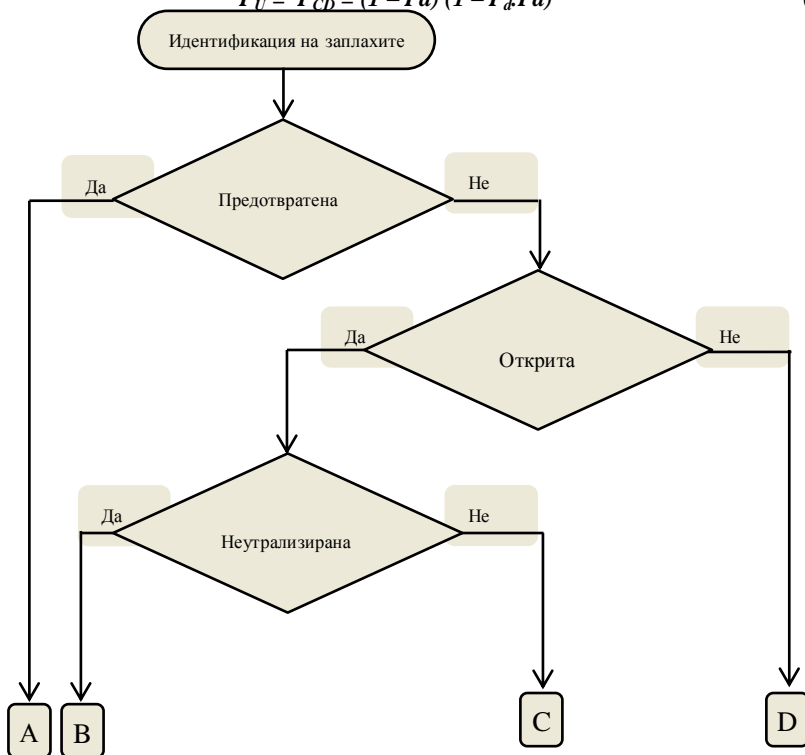 Идентификация на заплахите
Да
Не
Предотвратена
Да
Не
Открита
Да
Не
Неутрализирана
A
B
C
D